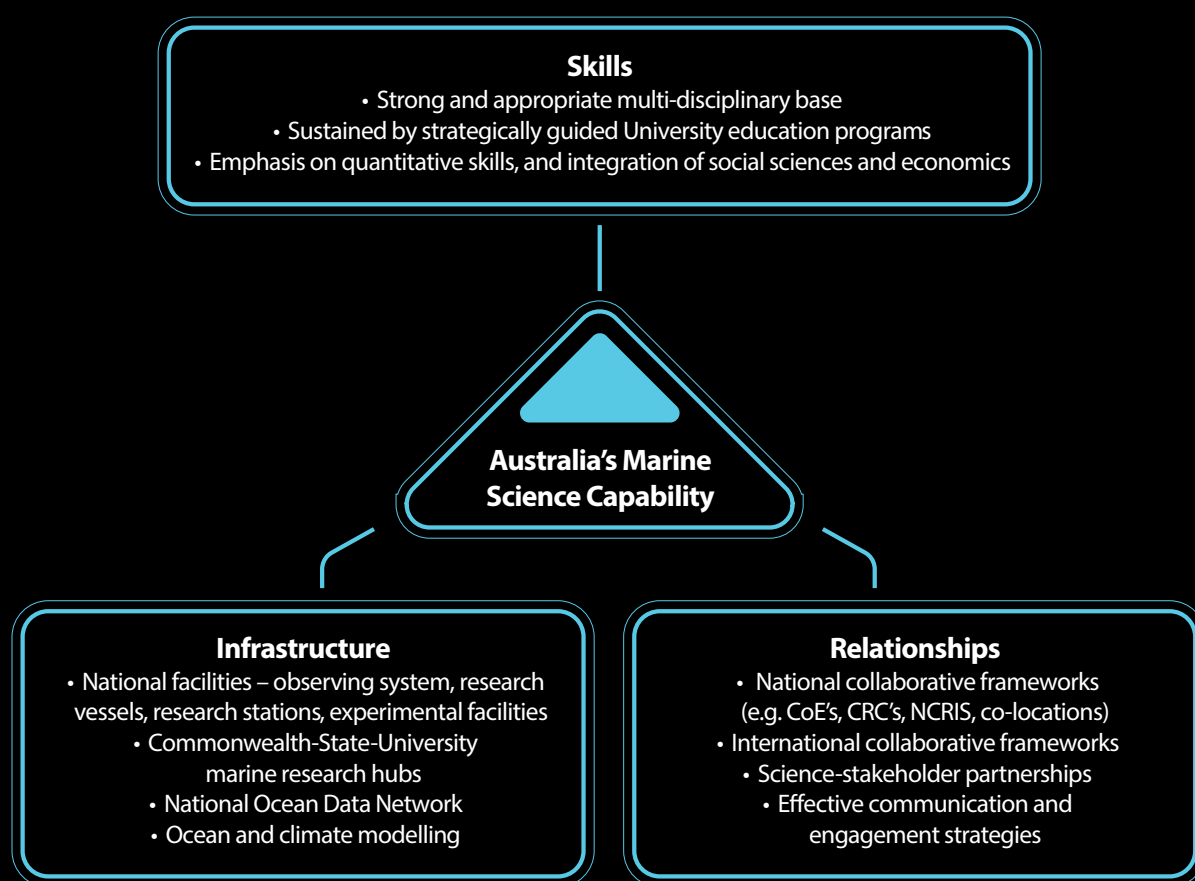 Skills
• Strong and appropriate multi-disciplinary base
• Sustained by strategically guided University education programs
• Emphasis on quantitative skills, and integration of social sciences and economics
Australia’s Marine
Science Capability
Infrastructure
• National facilities – observing system, research
vessels, research stations, experimental facilities
• Commonwealth-State-University
marine research hubs
• National Ocean Data Network
• Ocean and climate modelling
Relationships
• National collaborative frameworks
(e.g. CoE’s, CRC’s, NCRIS, co-locations)
• International collaborative frameworks
• Science-stakeholder partnerships
• Effective communication and
engagement strategies